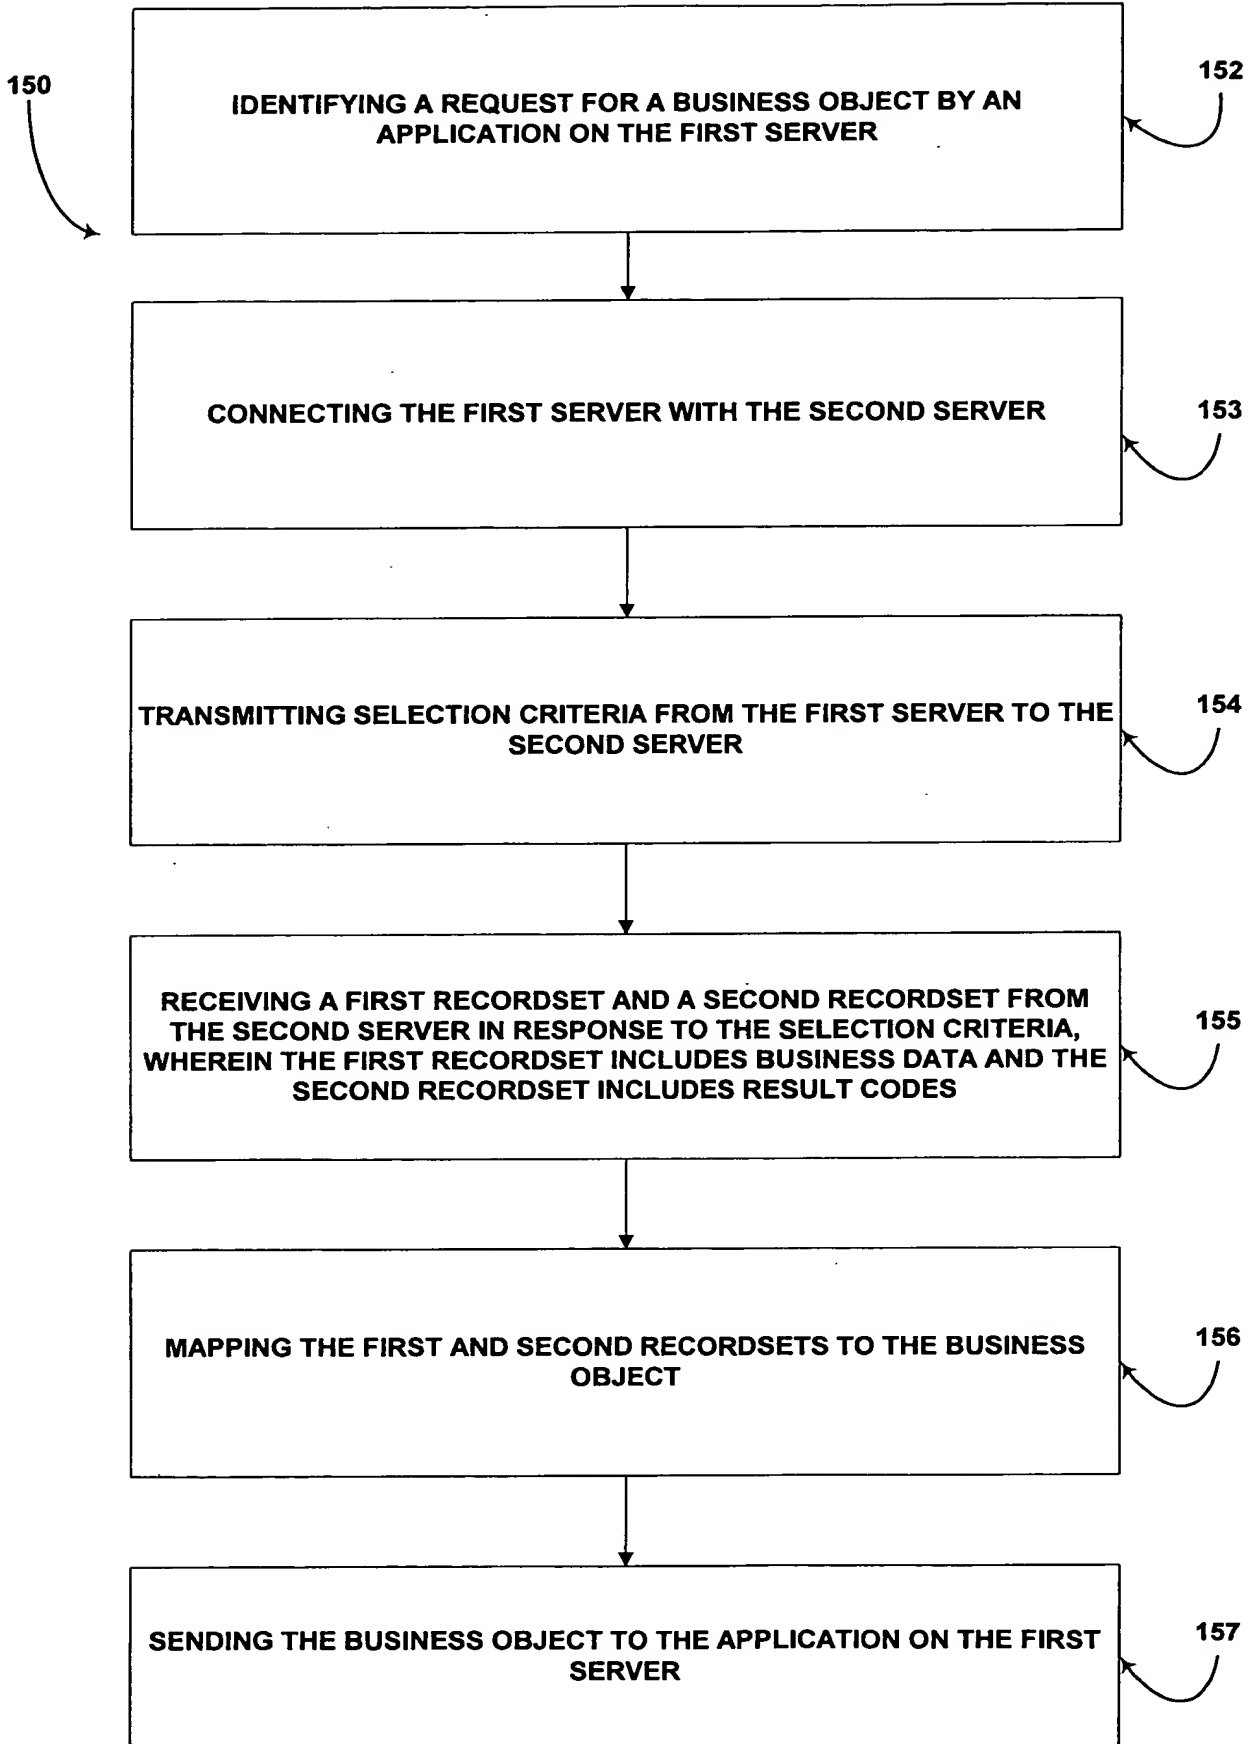 150
152
IDENTIFYING A REQUEST FOR A BUSINESS OBJECT BY AN
APPLICATION ON THE FIRST SERVER
153
CONNECTING THE FIRST SERVER WITH THE SECOND SERVER
154
TRANSMITTING SELECTION CRITERIA FROM THE FIRST SERVER TO THE
SECOND SERVER
155
RECEIVING A FIRST RECORDSET AND A SECOND RECORDSET FROM
THE SECOND SERVER IN RESPONSE TO THE SELECTION CRITERIA,
WHEREIN THE FIRST RECORDSET INCLUDES BUSINESS DATA AND THE
SECOND RECORDSET INCLUDES RESULT CODES
156
MAPPING THE FIRST AND SECOND RECORDSETS TO THE BUSINESS
OBJECT
157
SENDING THE BUSINESS OBJECT TO THE APPLICATION ON THE FIRST
SERVER